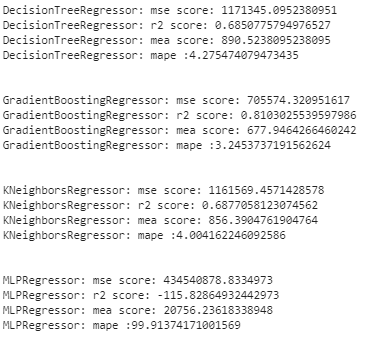 DecisionTreeRegressor: mse score: 1171345.0952380951
DecisionTreeRegressor: r2 score: 0.6850775794976527
DecisionTreeRegressor: mea score: 890.5238095238095
DecisionTreeRegressor: mape :4.275474079473435
GradientBoostingRegressor: mse score: 705574.320951617
GradientBoostingRegressor: r2 score: 0.8103025539597986
GradientBoostingRegressor: mea score: 677.9464266460242
GradientBoostingRegressor: mape :3.2453737191562624
KNeighborsRegressor: mse score: 1161569.4571428578
KNeighborsRegressor: r2 score: 0.6877058123074562
KNeighborsRegressor: mea score: 856.3904761904764
KNeighborsRegressor: mape :4.004162246092586
MLPRegressor: mse score: 434540878.8334973
MLPRegressor: r2 score: -115.82864932442973
MLPRegressor: mea score: 20756.23618338948
MLPRegressor: mape :99.91374171001569